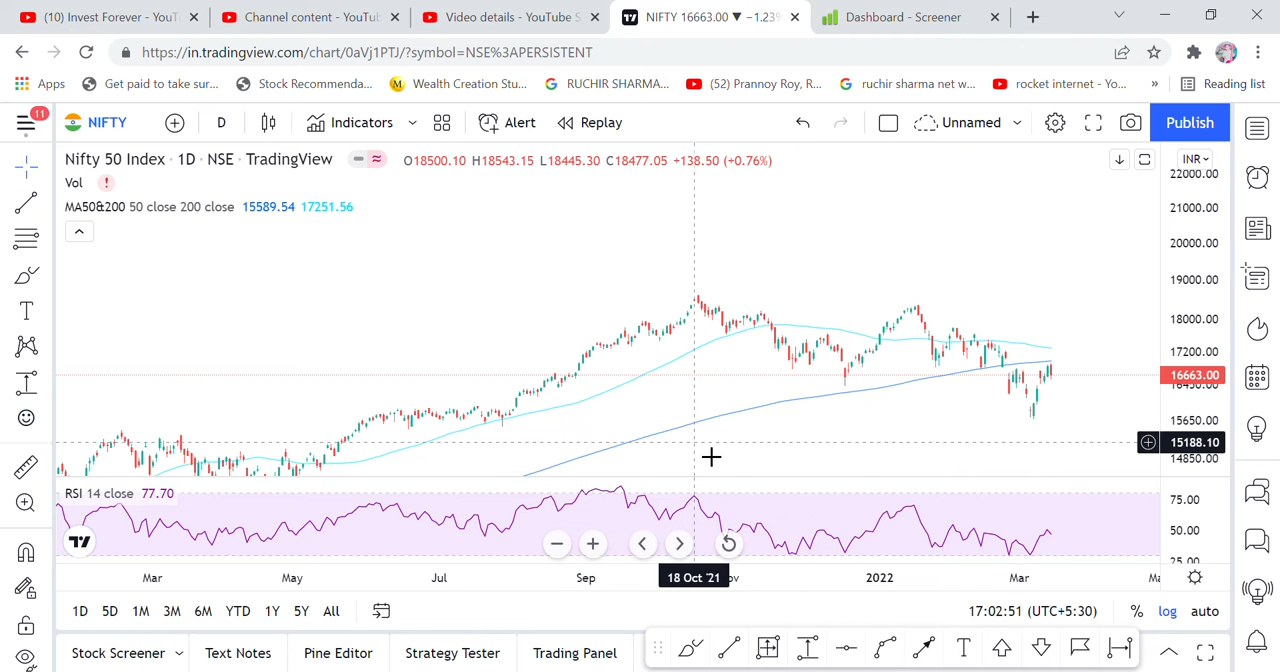 (10) Invest Forever - YouT
Channel content - YouTub
Video details - YouTube S
NIFTY 16663.00 ▼ −1.23%
Dashboard - Screener
https://in.tradingview.com/chart/0aVj1PTJ/?symbol=NSE%3APERSISTENT
Apps
Get paid to take sur...
Stock Recommenda...
Wealth Creation Stu...
RUCHIR SHARMA...
(52) Prannoy Roy, R...
ruchir sharma net w...
rocket internet - Yo...
»
Reading list
11
NIFTY
D
Indicators
Alert
Replay
Unnamed
Publish
Nifty 50 Index · 1D · NSE · TradingView
O18500.10 H18543.15 L18445.30 C18477.05 +138.50 (+0.76%)
INR
Vol
MA50&200 50 close 200 close 15589.54 17251.56
22000.00
21000.00
20000.00
19000.00
18000.00
17200.00
16663.00
16450.00
15650.00
15188.10
14850.00
RSI 14 close 77.70
75.00
50.00
25.00
Mar
May
Jul
Sep
18 Oct '21
ov
2022
Mar
Ma
1D 5D 1M 3M 6M YTD 1Y 5Y All
17:02:51 (UTC+5:30)
%
log
auto
Stock Screener
Text Notes
Pine Editor
Strategy Tester
Trading Panel